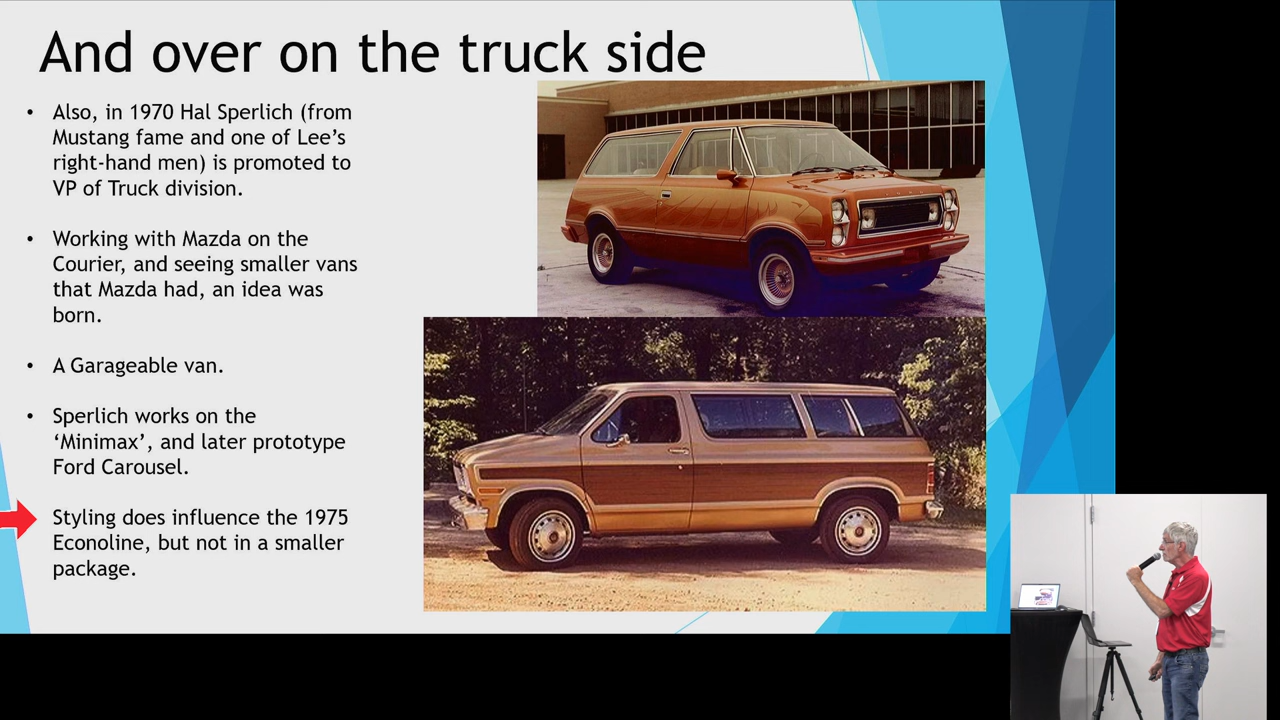 And over on the truck side
• Also, in 1970 Hal Sperlich (from
Mustang fame and one of Lee’s
right-hand men) is promoted to
VP of Truck division.
• Working with Mazda on the
Courier, and seeing smaller vans
that Mazda had, an idea was
born.
• A Garageable van.
• Sperlich works on the
‘Minimax’, and later prototype
Ford Carousel.
• Styling does influence the 1975
Econoline, but not in a smaller
package.